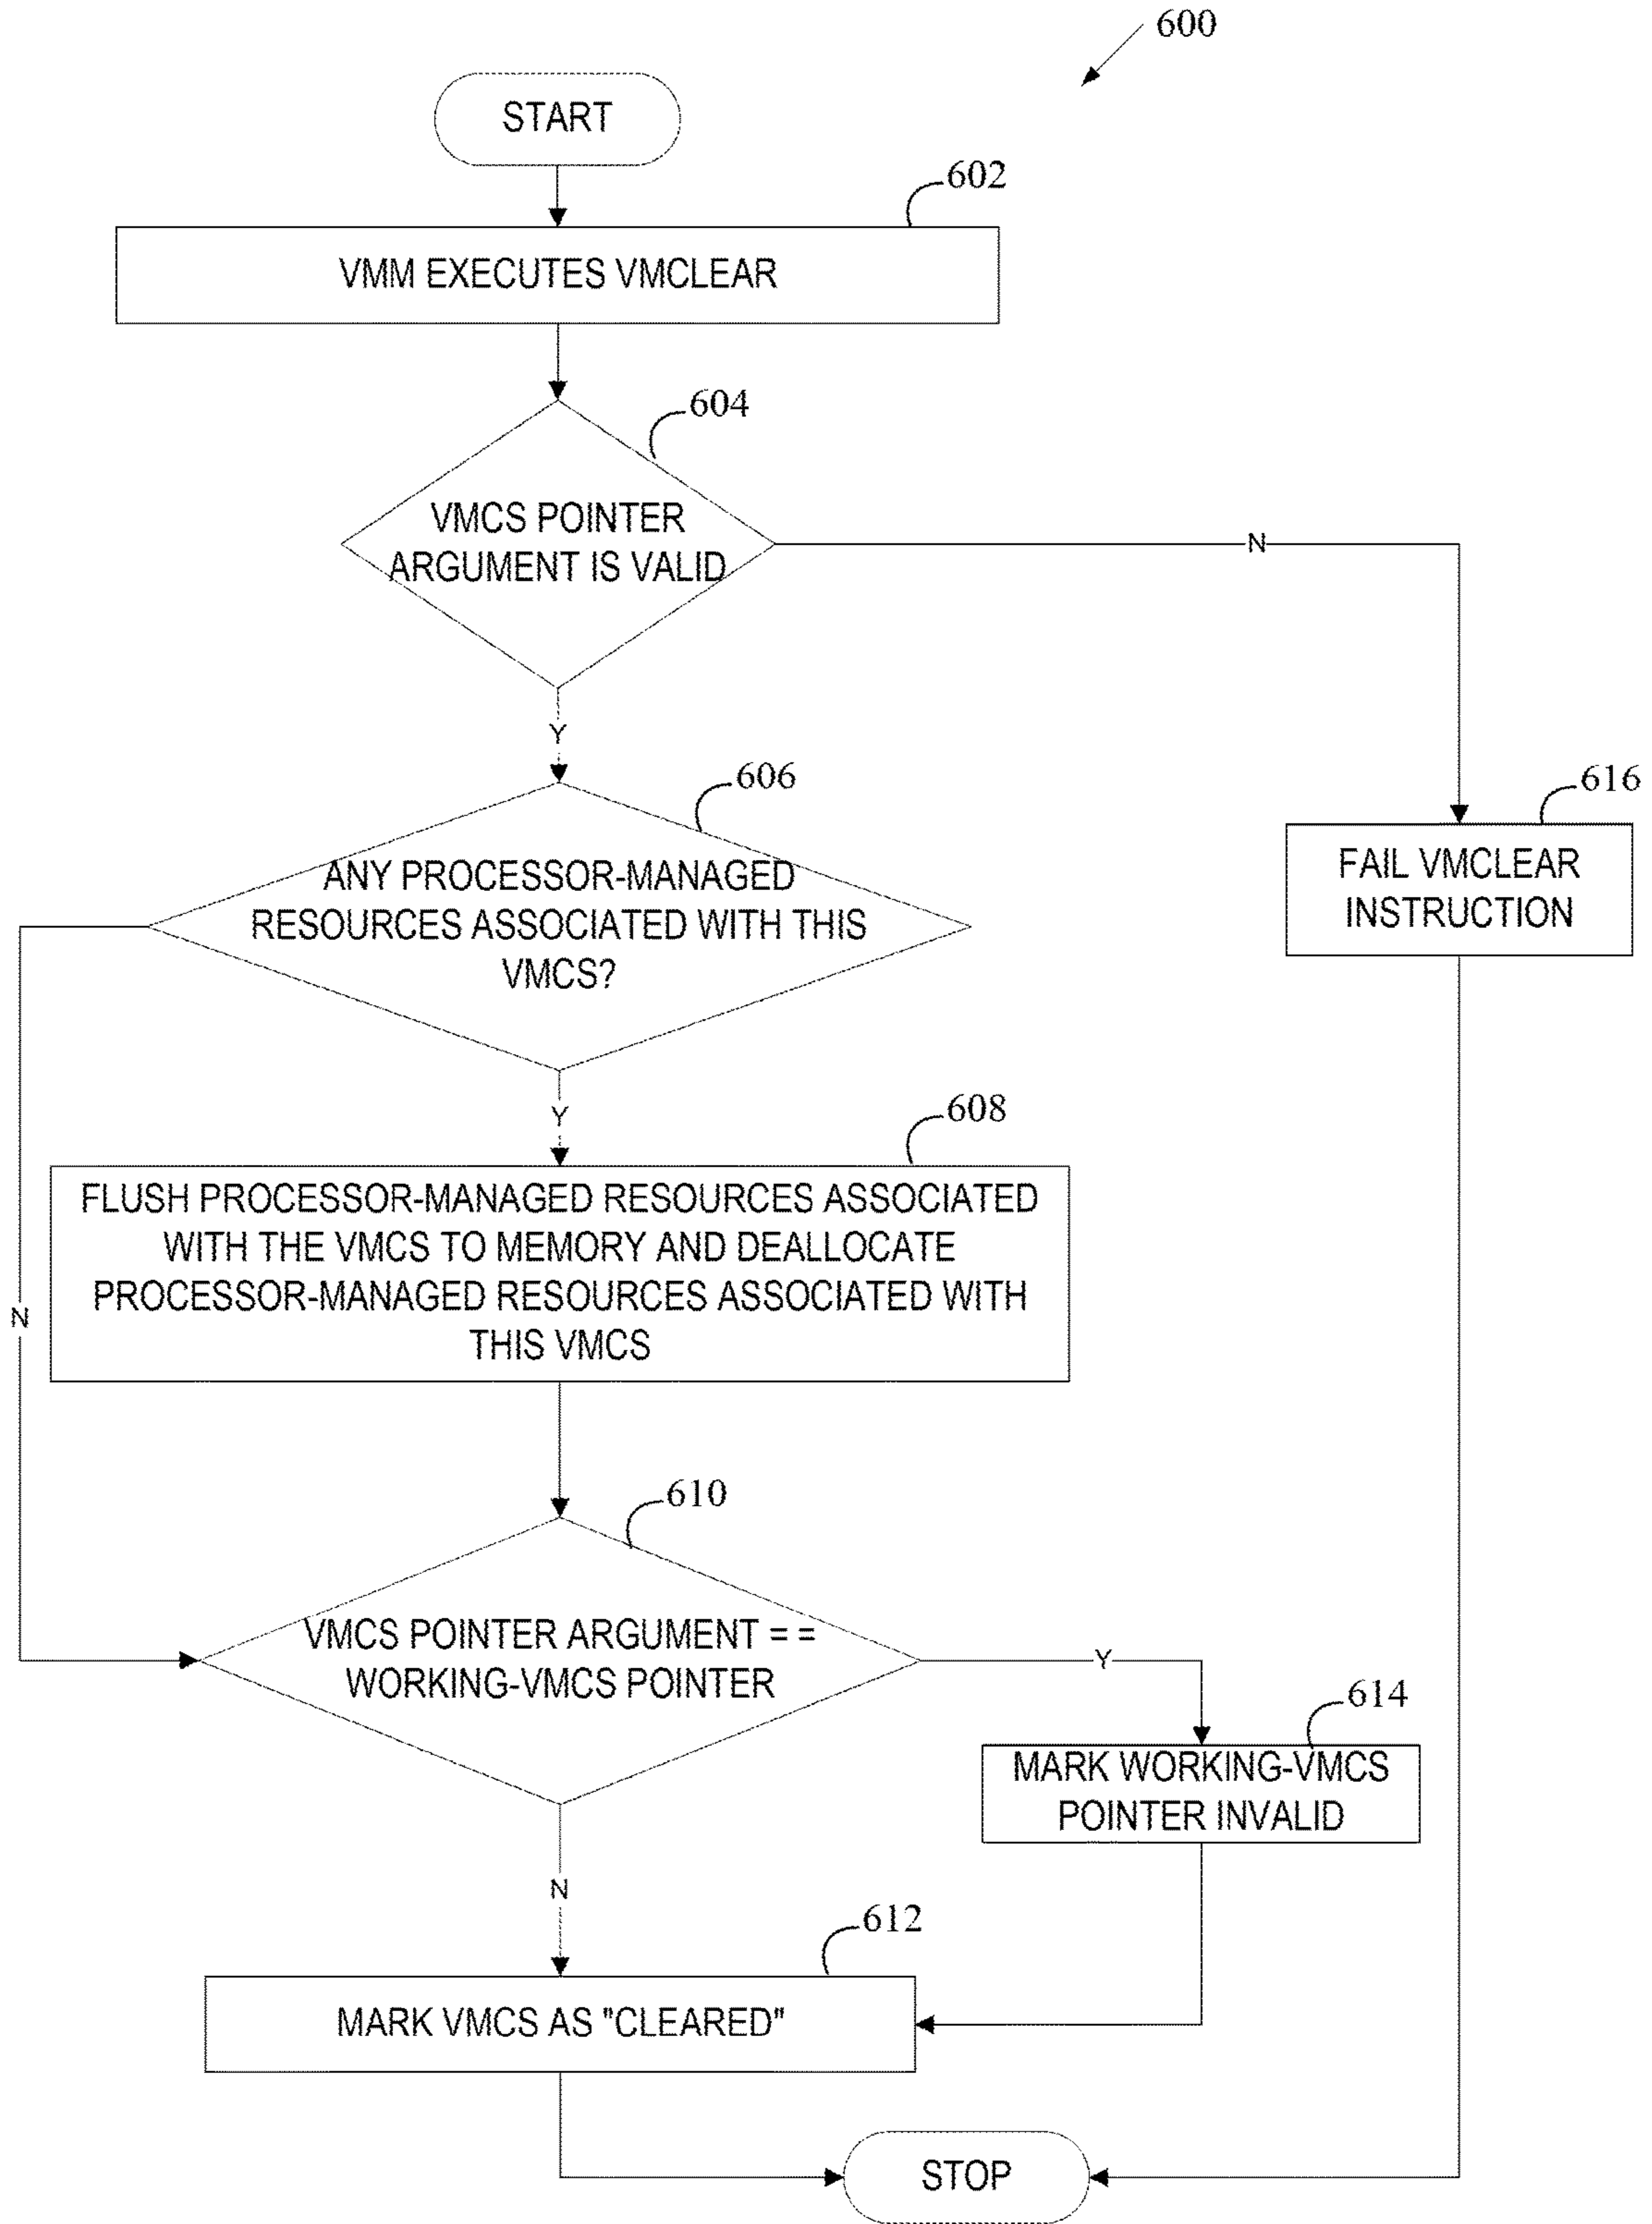 600
START
602
VMM EXECUTES VMCLEAR
604
VMCS POINTER
ARGUMENT IS VALID
N
Y
606
ANY PROCESSOR-MANAGED
RESOURCES ASSOCIATED WITH THIS
VMCS?
616
FAIL VMCLEAR
INSTRUCTION
Y
608
FLUSH PROCESSOR-MANAGED RESOURCES ASSOCIATED
WITH THE VMCS TO MEMORY AND DEALLOCATE
PROCESSOR-MANAGED RESOURCES ASSOCIATED WITH
THIS VMCS
N
610
VMCS POINTER ARGUMENT = =
WORKING-VMCS POINTER
Y
614
MARK WORKING-VMCS
POINTER INVALID
N
612
MARK VMCS AS "CLEARED"
STOP